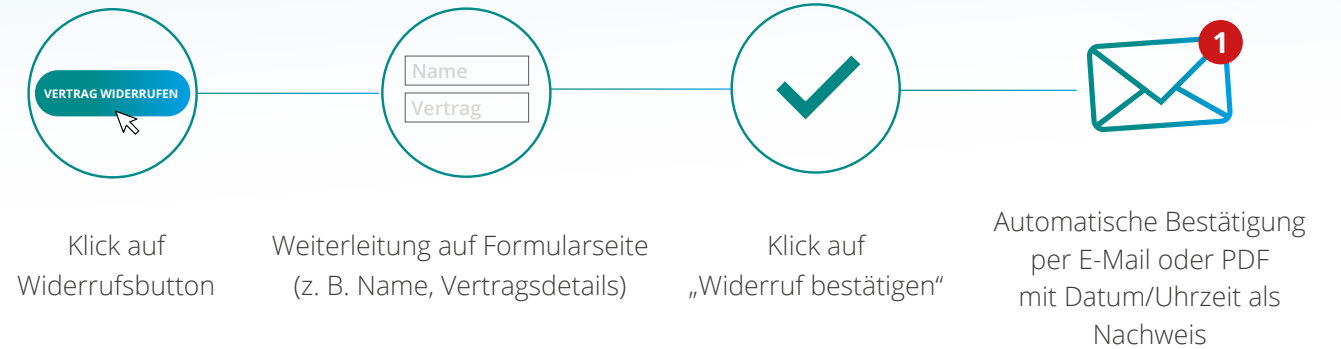 VERTRAG WIDERRUFEN
Name
Vertrag
1
Klick auf
Widerrufsbutton
Weiterleitung auf Formularseite
(z. B. Name, Vertragsdetails)
Klick auf
„Widerruf bestätigen“
Automatische Bestätigung
per E-Mail oder PDF
mit Datum/Uhrzeit als
Nachweis